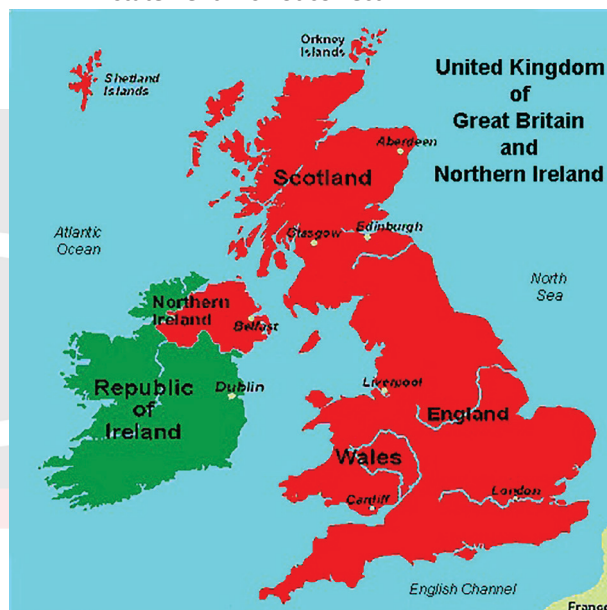 Orkney
Islands
Shetland
Islands
United Kingdom
of
Great Britain
and
Northern Ireland
Aberdeen
Scotland
Glasgow
Edinburgh
Atlantic
Ocean
North
Sea
Northern
Ireland
Belfast
Republic
of
Ireland
Dublin
Liverpool
England
Wales
Cardiff
London
English Channel
France